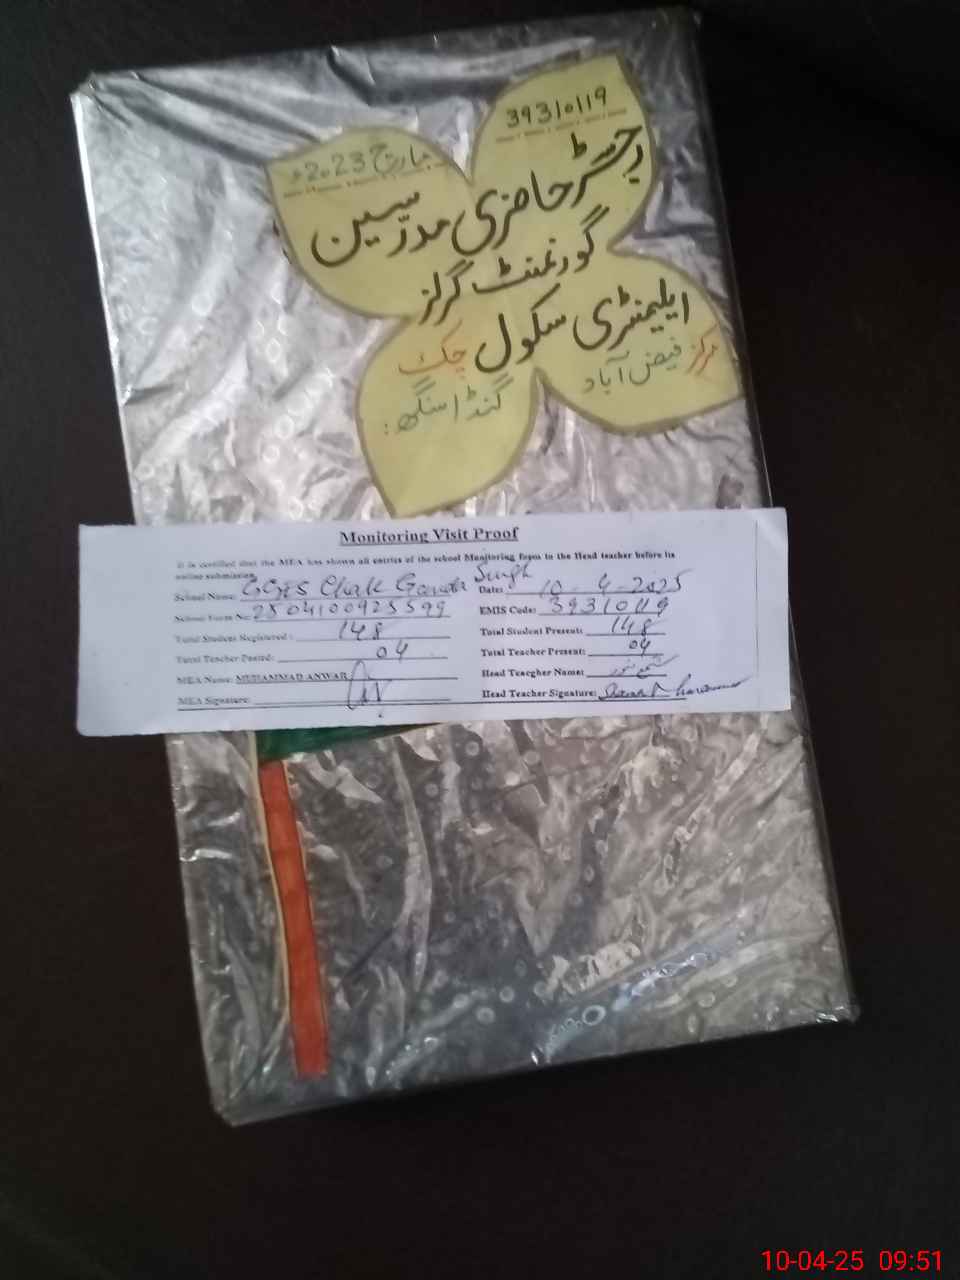 39310119
مارچ 2023ء
رجسٹر حاضری مدرسین
گورنمنٹ گرلز
ایلیمنٹری سکول چک
گنڈا سنگھ:
مرکز فیض آباد
Monitoring Visit Proof
It is certified that the MEA has shown all entries of the school Monitoring form to the Head teacher before its
online submission
School Name: GGES Chak Ganda Singh Date: 10-4-2025
School Form No: 2504100925599 EMIS Code: 39310119
Total Student Registered: 148 Total Student Present: 148
Total Teacher Posted: 04 Total Teacher Present: 04
MEA Name: MUHAMMAD ANWAR Head Teacgher Name:
MEA Signature: Head Teacher Signature:
10-04-25 09:51